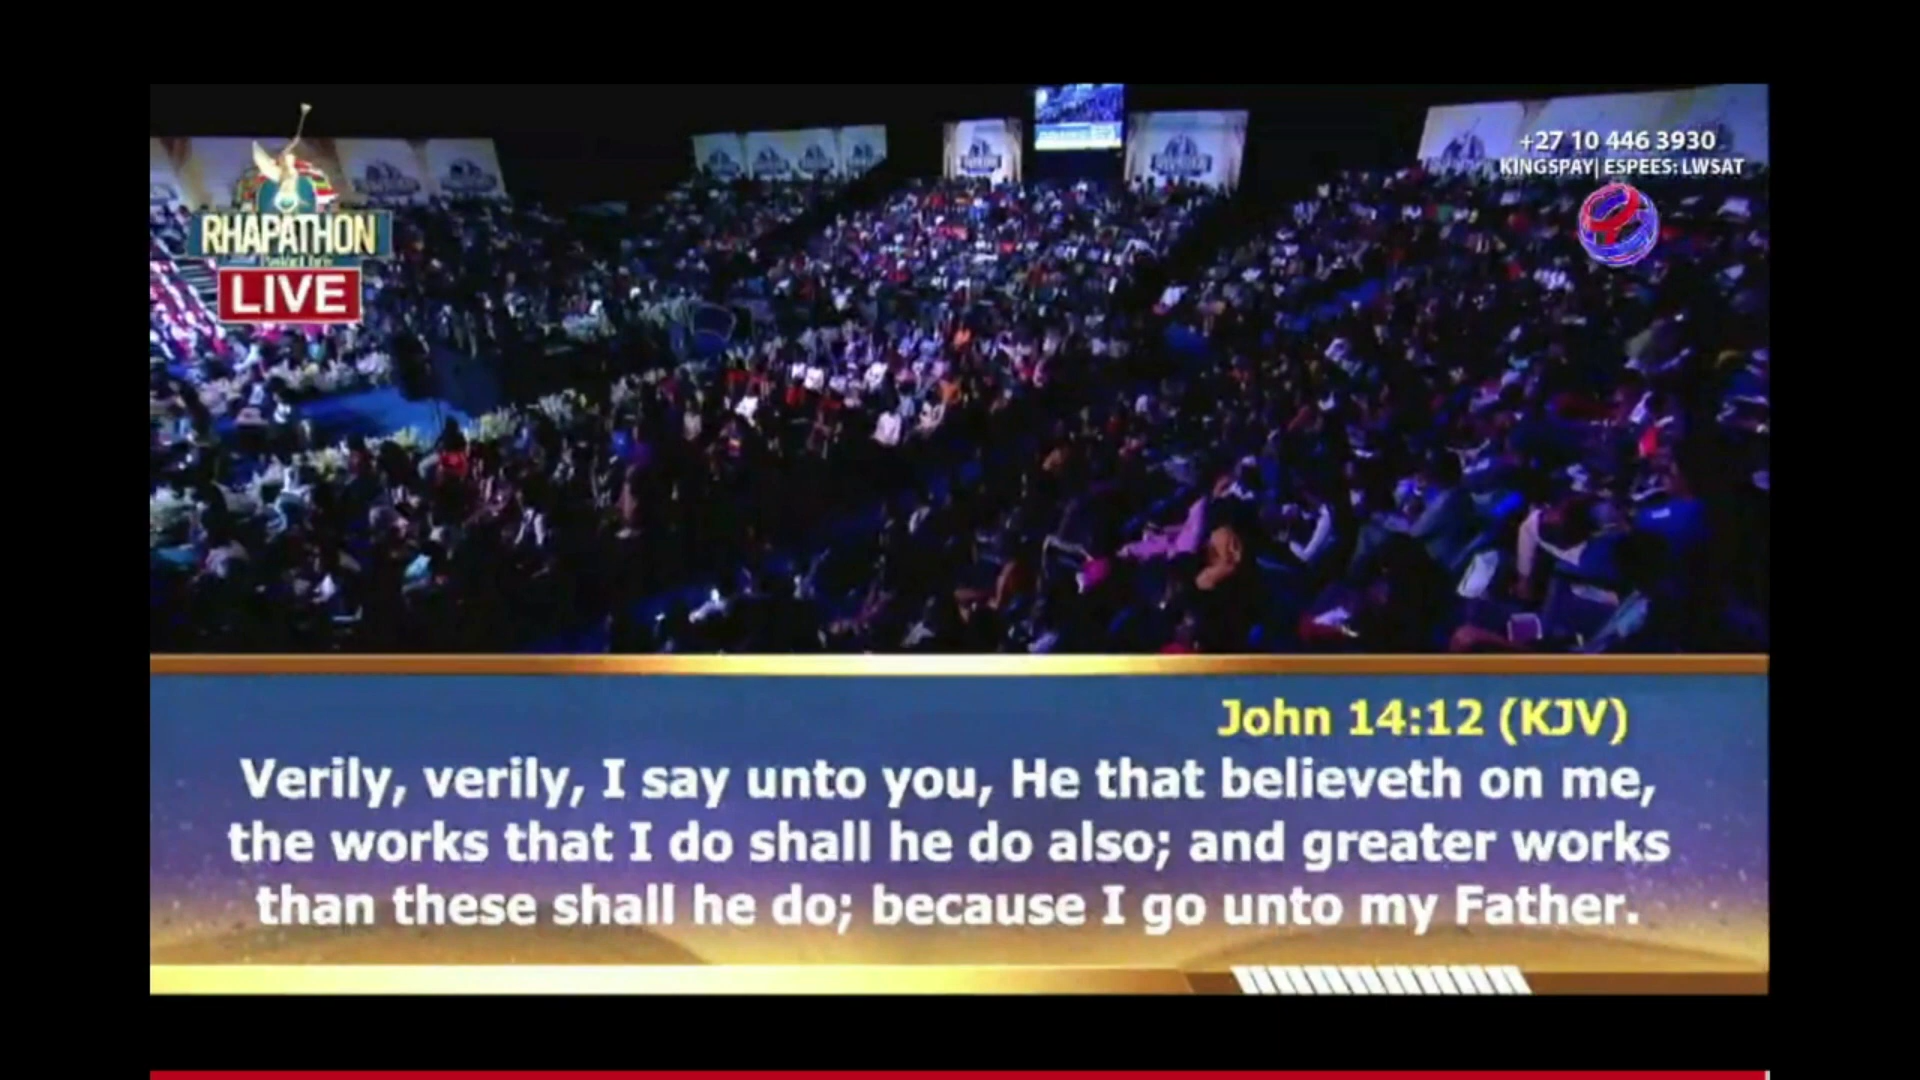 +27 10 446 3930
KINGSPAY| ESPEES: LWSAT
RHAPATHON
LIVE
John 14:12 (KJV)
Verily, verily, I say unto you, He that believeth on me,
the works that I do shall he do also; and greater works
than these shall he do; because I go unto my Father.